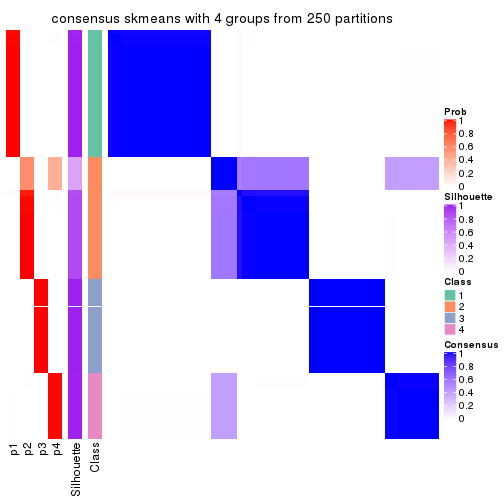 consensus skmeans with 4 groups from 250 partitions
Prob
1
0.8
0.6
0.4
0.2
0
Silhouette
1
0.8
0.6
0.4
0.2
0
Class
1
2
3
4
Consensus
1
0.8
0.6
0.4
0.2
0
p1
p2
p3
p4
Silhouette
Class